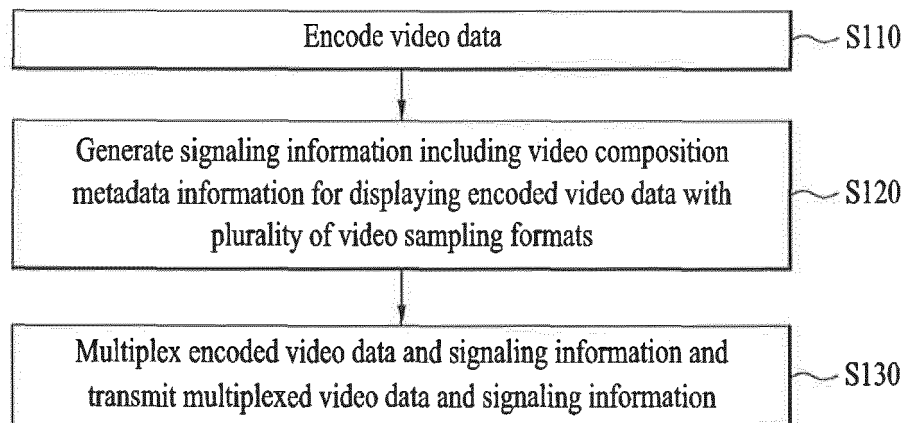 Encode video data
S110
Generate signaling information including video composition
metadata information for displaying encoded video data with
plurality of video sampling formats
S120
Multiplex encoded video data and signaling information and
transmit multiplexed video data and signaling information
S130